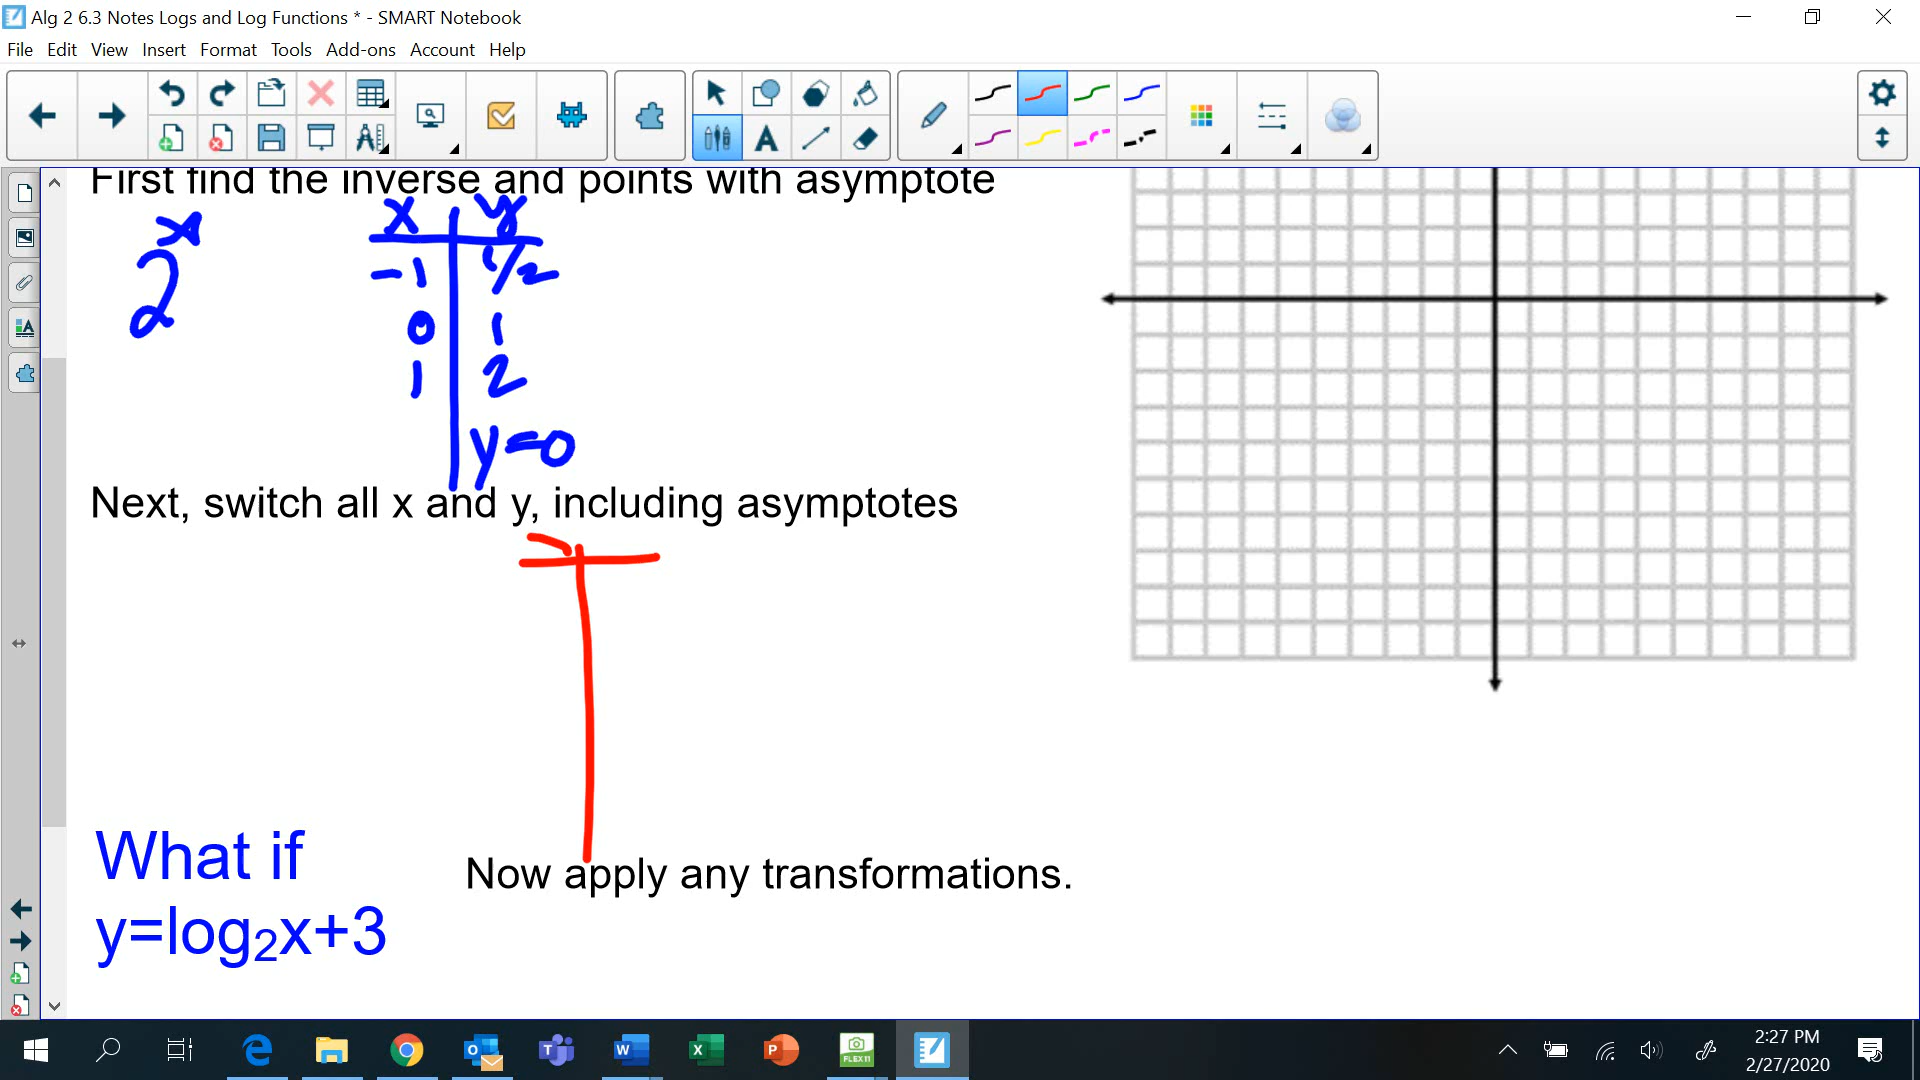 Alg 2 6.3 Notes Logs and Log Functions * - SMART Notebook
File Edit View Insert Format Tools Add-ons Account Help
First find the inverse and points with asymptote
2^x
x y
-1 1/2
0 1
1 2
y=0
Next, switch all x and y, including asymptotes
What if
y=log₂x+3
Now apply any transformations.
FLEX11
2:27 PM
2/27/2020